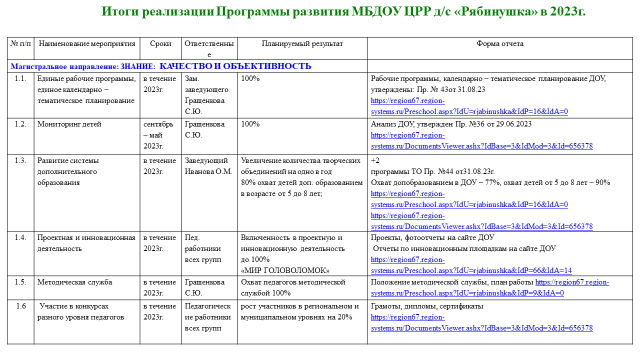 Итоги реализации Программы развития МБДОУ ЦРР д/с «Рябинушка» в 2023г.
№ п/п Наименование мероприятия Сроки Ответственны Планируемый результат Форма отчета
е
Магистральное направление: ЗНАНИЕ: КАЧЕСТВО И ОБЪЕКТИВНОСТЬ
1.1. Единые рабочие программы, в течение Зам. 100% Рабочие программы, календарно – тематическое планирование ДОУ,
единое календарно – 2023г. заведующего утверждены: Пр. № 43от 31.08.23
тематическое планирование Гращенкова https://region67.region-
С.Ю. systems.ru/Preschool.aspx?IdU=rjabinushka&IdP=16&IdA=0
1.2. Мониторинг детей сентябрь Гращенкова 100% Анализ ДОУ, утвержден Пр. №36 от 29.06.2023
– май С.Ю. https://region67.region-
2023г. systems.ru/DocumentsViewer.ashx?IdBase=3&IdMod=3&Id=656378
1.3. Развитие системы в течение Заведующий Увеличение количества творческих +2
дополнительного 2023г. Иванова О.М. объединений на одно в год программы ТО Пр. №44 от31.08.23г.
образования 80% охват детей доп. образованием Охват допобразованием в ДОУ – 77%, охват детей от 5 до 8 лет – 90%
в возрасте от 5 до 8 лет; https://region67.region-
systems.ru/Preschool.aspx?IdU=rjabinushka&IdP=16&IdA=0
https://region67.region-
systems.ru/DocumentsViewer.ashx?IdBase=3&IdMod=3&Id=656378
1.4. Проектная и инновационная в течение Пед. Включенность в проектную и Проекты, фотоотчеты на сайте ДОУ
деятельность 2023г. работники инновационную деятельность Отчеты по инновационным площадкам на сайте ДОУ
всех групп до 100% https://region67.region-
«МИР ГОЛОВОЛОМОК» systems.ru/Preschool.aspx?IdU=rjabinushka&IdP=66&IdA=14
1.5. Методическая служба в течение Гращенкова Охват педагогов методической Положение методической службы, план работы https://region67.region-
2023г. С.Ю. службой 100% systems.ru/Preschool.aspx?IdU=rjabinushka&IdP=9&IdA=0
1.6 Участие в конкурсах в течение Педагогическ рост участников в региональном и Грамоты, дипломы, сертификаты
разного уровня педагогов 2023г. ие работники муниципальном уровнях на 20% https://region67.region-
всех групп systems.ru/DocumentsViewer.ashx?IdBase=3&IdMod=3&Id=656378